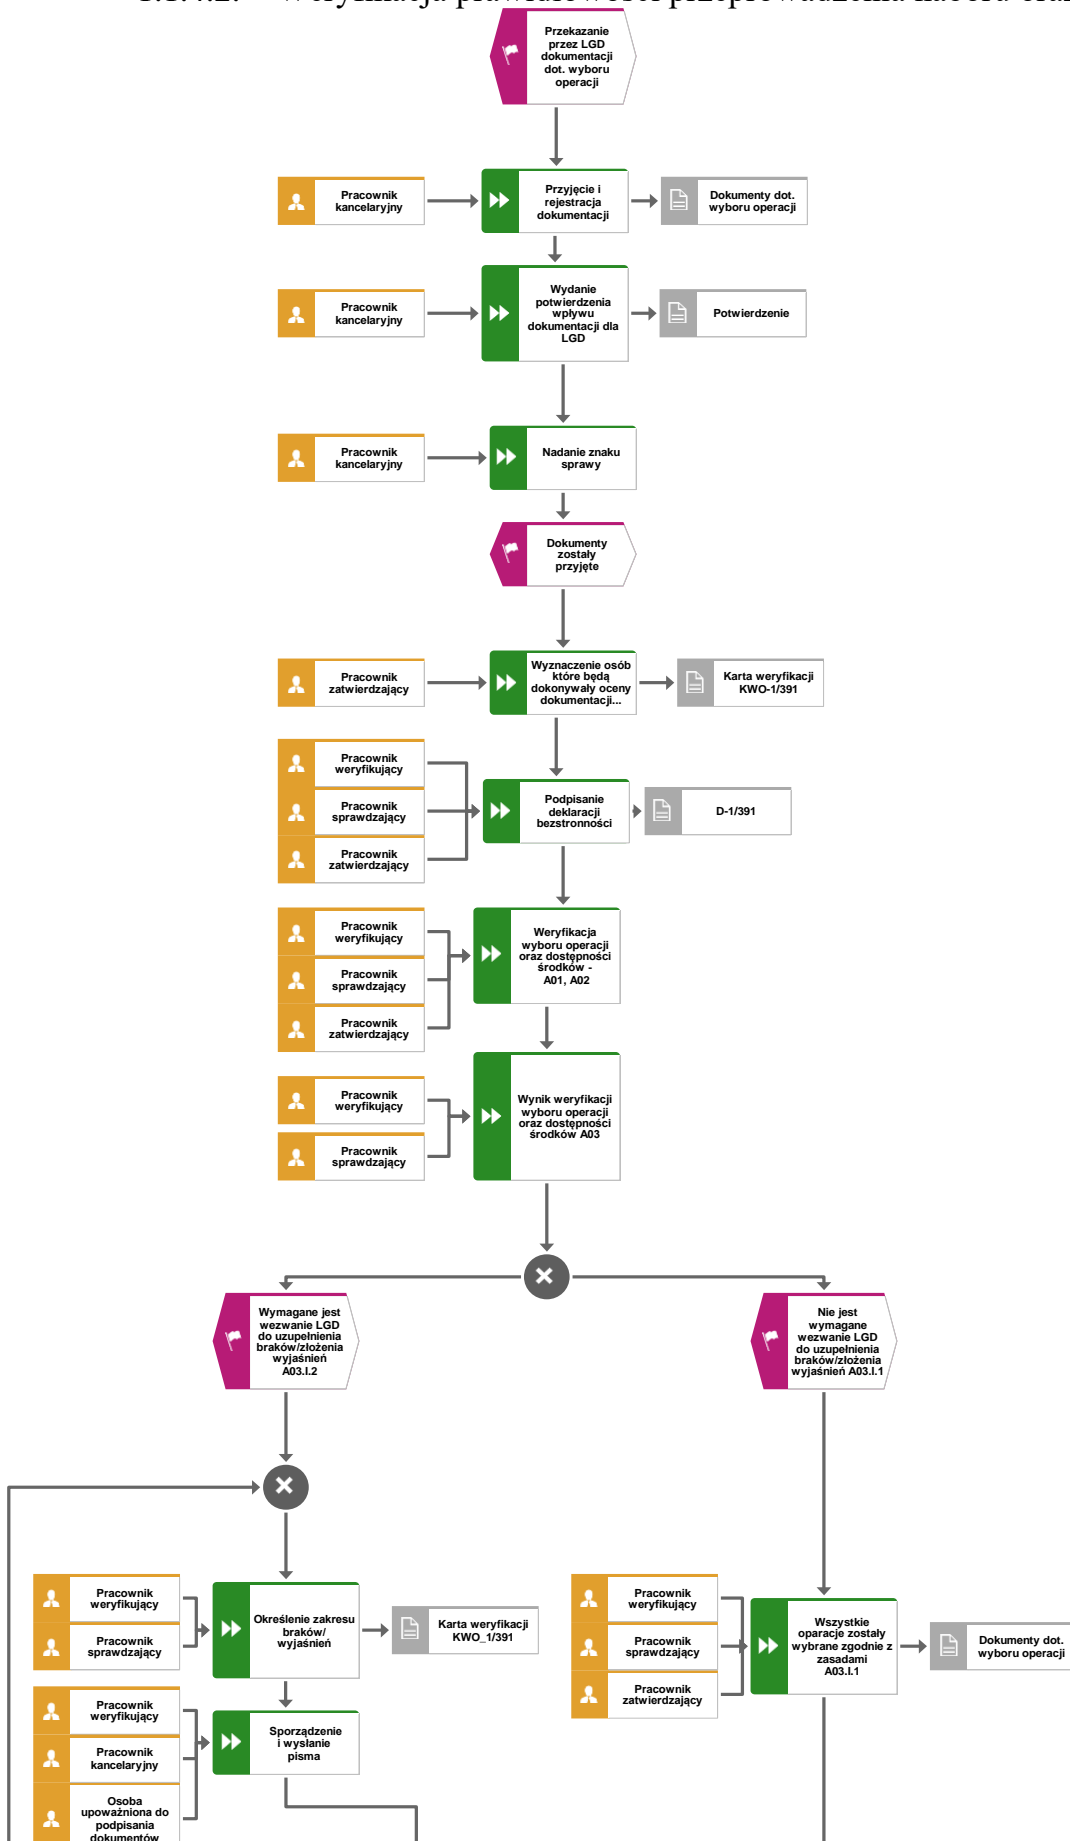 Przekazanie
przez LGD
dokumentacji
dot. wyboru
operacji
Pracownik
kancelaryjny
Przyjęcie i
rejestracja
dokumentacji
Dokumenty dot.
wyboru operacji
Pracownik
kancelaryjny
Wydanie
potwierdzenia
wpływu
dokumentacji dla
LGD
Potwierdzenie
Pracownik
kancelaryjny
Nadanie znaku
sprawy
Dokumenty
zostały
przyjęte
Pracownik
zatwierdzający
Wyznaczenie osób
które będą
dokonywały oceny
dokumentacji...
Karta weryfikacji
KWO-1/391
Pracownik
weryfikujący
Pracownik
sprawdzający
Pracownik
zatwierdzający
Podpisanie
deklaracji
bezstronności
D-1/391
Pracownik
weryfikujący
Pracownik
sprawdzający
Pracownik
zatwierdzający
Weryfikacja
wyboru operacji
oraz dostępności
środków -
A01, A02
Pracownik
weryfikujący
Pracownik
sprawdzający
Wynik weryfikacji
wyboru operacji
oraz dostępności
środków A03
Wymagane jest
wezwanie LGD
do uzupełnienia
braków/złożenia
wyjaśnień
A03.I.2
Nie jest
wymagane
wezwanie LGD
do uzupełnienia
braków/złożenia
wyjaśnień A03.I.1
Pracownik
weryfikujący
Pracownik
sprawdzający
Określenie zakresu
braków/
wyjaśnień
Karta weryfikacji
KWO_1/391
Pracownik
weryfikujący
Pracownik
sprawdzający
Pracownik
zatwierdzający
Wszystkie
oparacje zostały
wybrane zgodnie z
zasadami
A03.I.1
Dokumenty dot.
wyboru operacji
Pracownik
weryfikujący
Pracownik
kancelaryjny
Osoba
upoważniona do
podpisania
dokumentów
Sporządzenie
i wysłanie
pisma